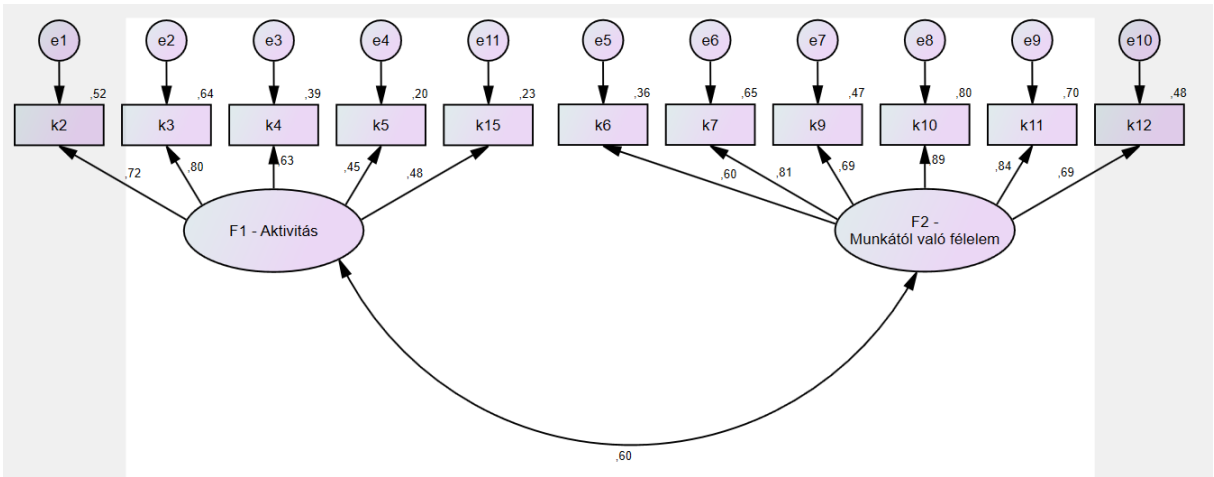 e1 e2 e3 e4 e11 e5 e6 e7 e8 e9 e10
,52 ,64 ,39 ,20 ,23 ,36 ,65 ,47 ,80 ,70 ,48
k2 k3 k4 k5 k15 k6 k7 k9 k10 k11 k12
,72 ,80 ,63 ,45 ,48 ,60 ,81 ,69 ,89 ,84 ,69
F1 - Aktivitás
F2 -
Munkától való félelem
,60